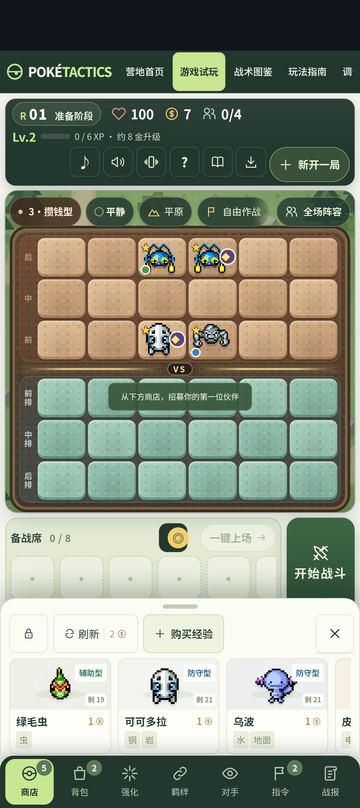 POKÉTACTICS 营地首页 游戏试玩 战术图鉴 玩法指南 调
R 01 准备阶段 100 $ 7 0/4
Lv.2 0 / 6 XP · 约 8 金升级
? 新开一局
3 · 攒钱型 平静 平原 自由作战 全场阵容
后
中
前
VS
前排
从下方商店，招募你的第一位伙伴
中排
后排
备战席 0 / 8 一键上场 →
开始战斗
刷新 2 $ + 购买经验 ×
辅助型 防守型 防守型
剩 19 剩 21 剩 21
绿毛虫 1 $ 可可多拉 1 $ 乌波 1 $ 皮
虫 钢 岩 水 地面
5 2 2
商店 背包 强化 羁绊 对手 指令 战报